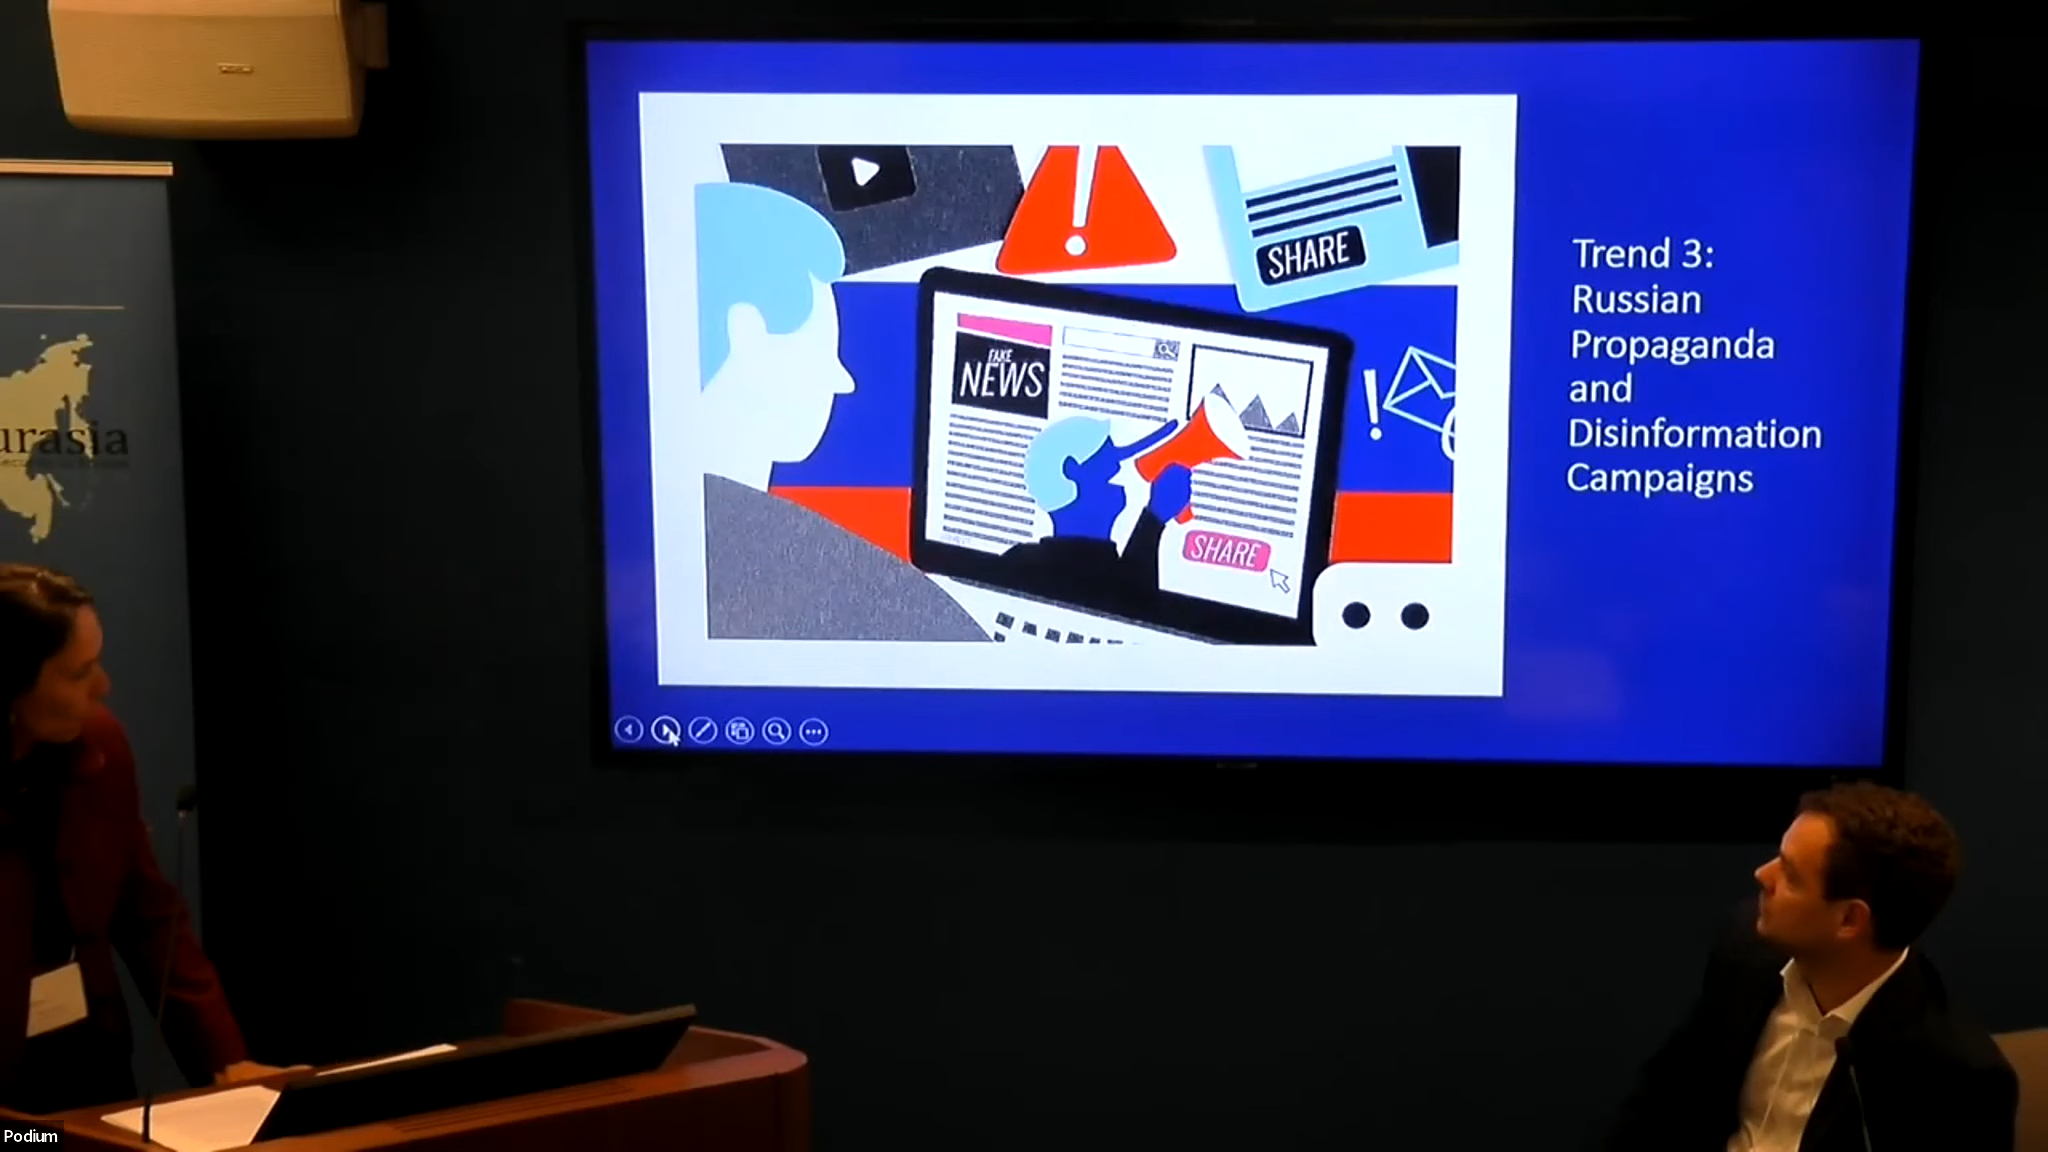 SHARE
FAKE
NEWS
SHARE
Trend 3:
Russian
Propaganda
and
Disinformation
Campaigns
urasia
Podium